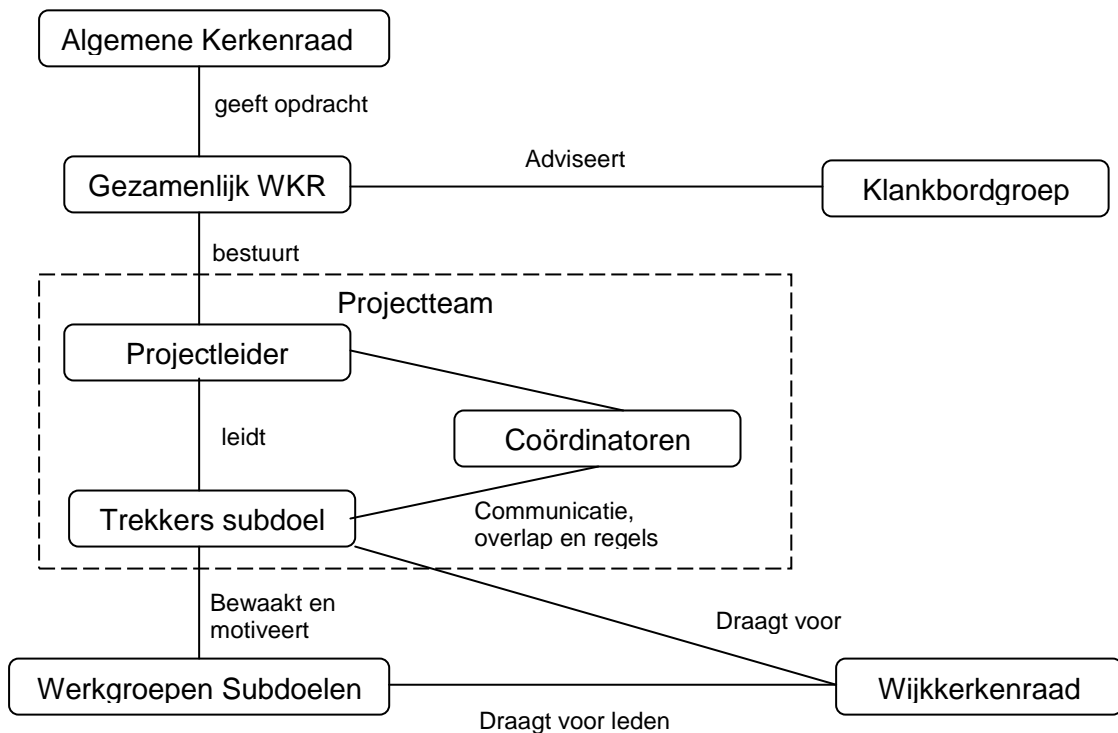 Algemene Kerkenraad
geeft opdracht
Adviseert
Gezamenlijk WKR
Klankbordgroep
bestuurt
Projectteam
Projectleider
leidt
Coördinatoren
Trekkers subdoel
Communicatie,
overlap en regels
Bewaakt en
motiveert
Draagt voor
Werkgroepen Subdoelen
Wijkkerkenraad
Draagt voor leden